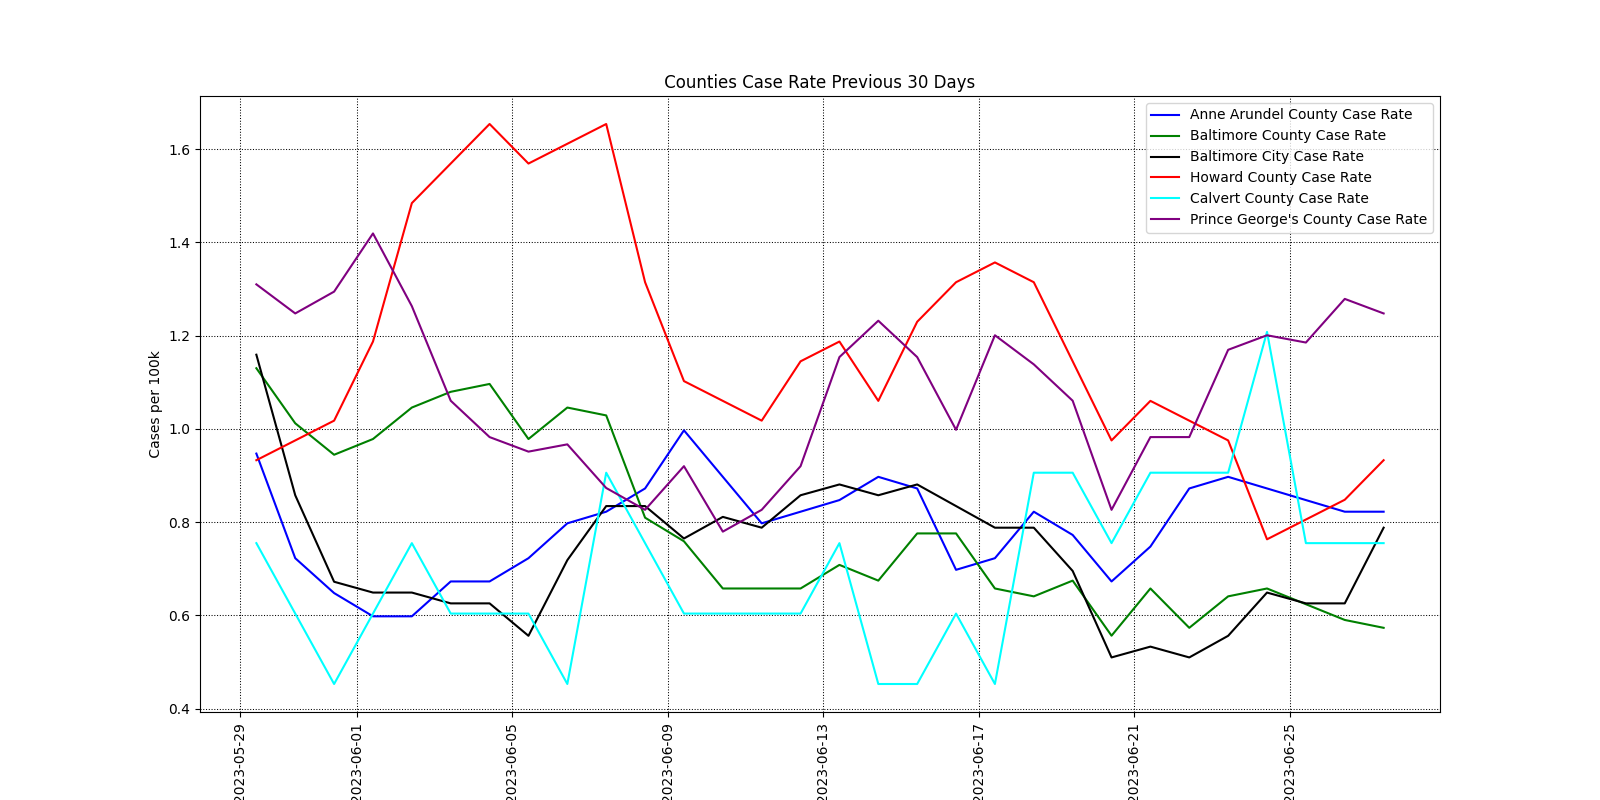 Counties Case Rate Previous 30 Days
Anne Arundel County Case Rate
Baltimore County Case Rate
Baltimore City Case Rate
Howard County Case Rate
Calvert County Case Rate
Prince George's County Case Rate
Cases per 100k
1.6
1.4
1.2
1.0
0.8
0.6
0.4
2023-05-29
2023-06-01
2023-06-05
2023-06-09
2023-06-13
2023-06-17
2023-06-21
2023-06-25